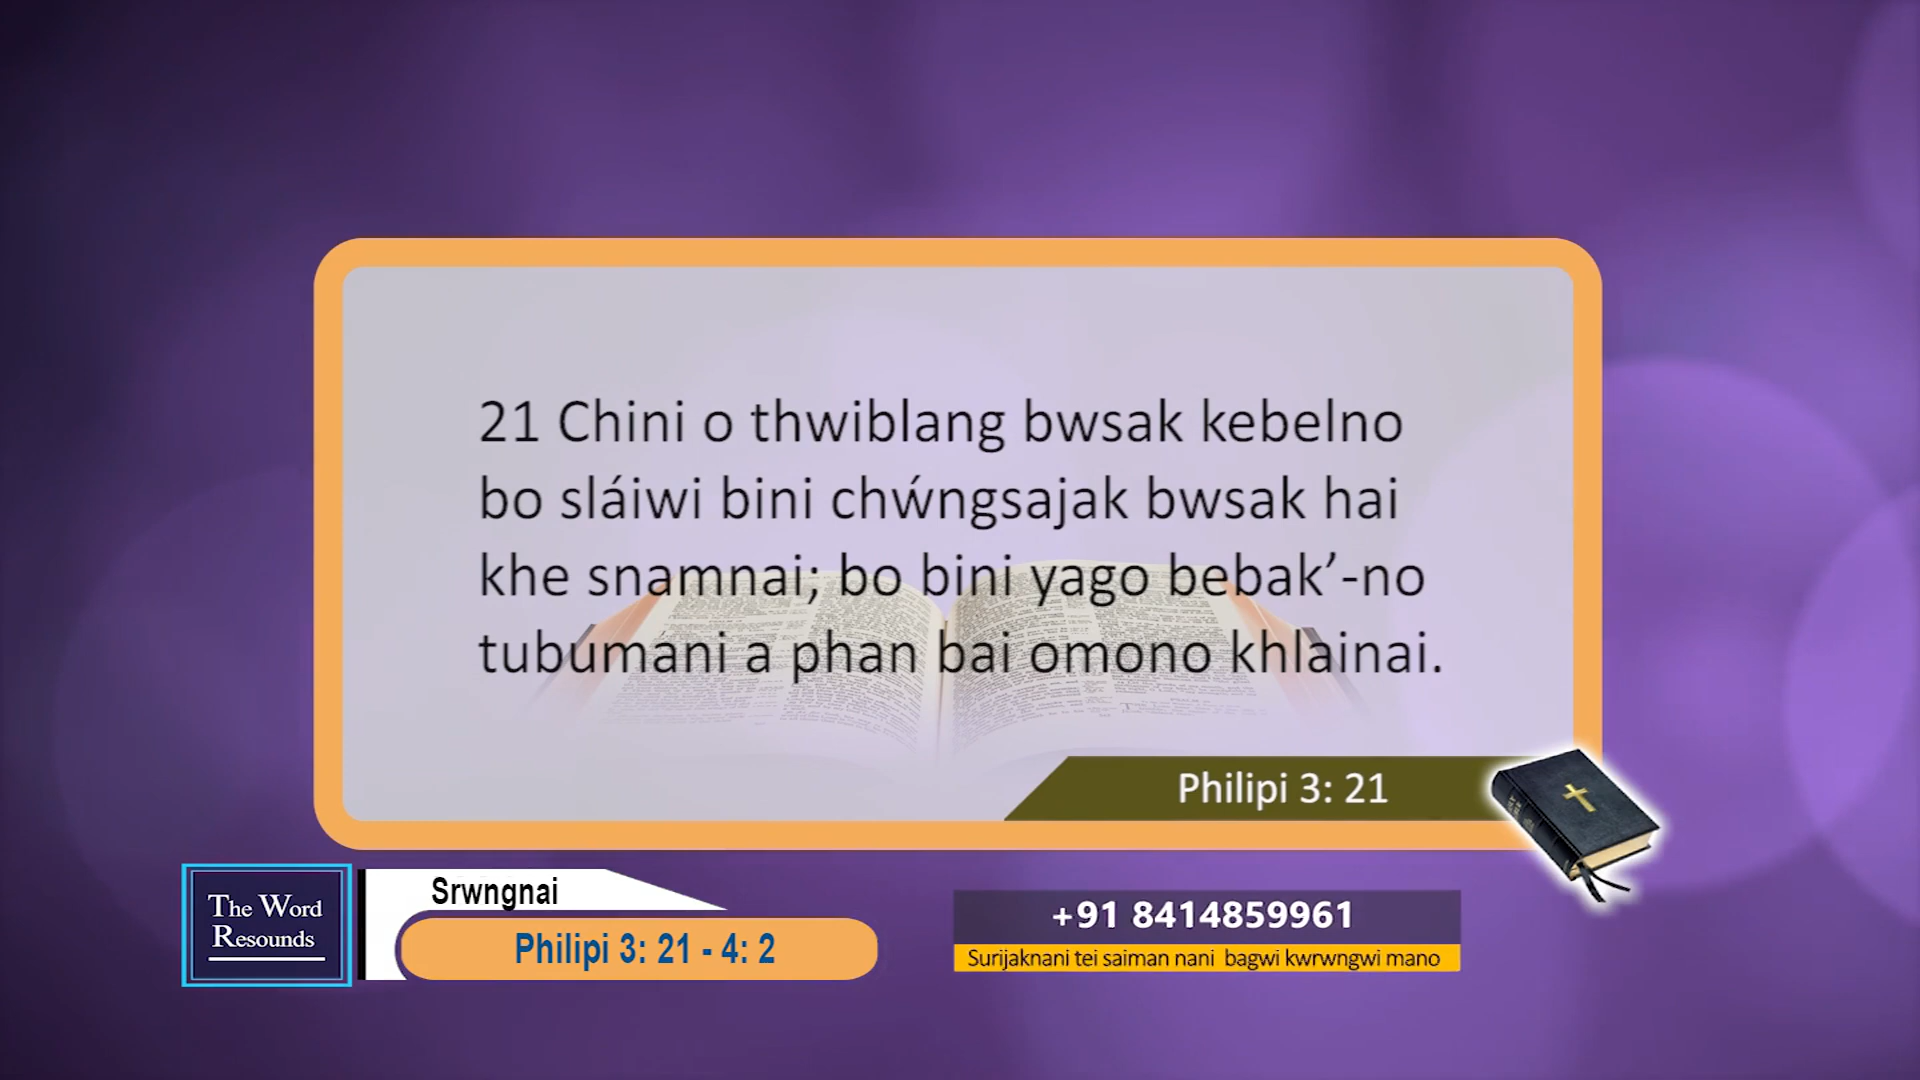 21 Chini o thwiblang bwsak kebelno
bo sláiwi bini chẃngsajak bwsak hai
khe snamnai; bo bini yago bebak’-no
tubumani a phan bai omono khlainai.
Philipi 3: 21
The Word
Resounds
Srwngnai
Philipi 3: 21 - 4: 2
+91 8414859961
Surijaknani tei saiman nani bagwi kwrwngwi mano